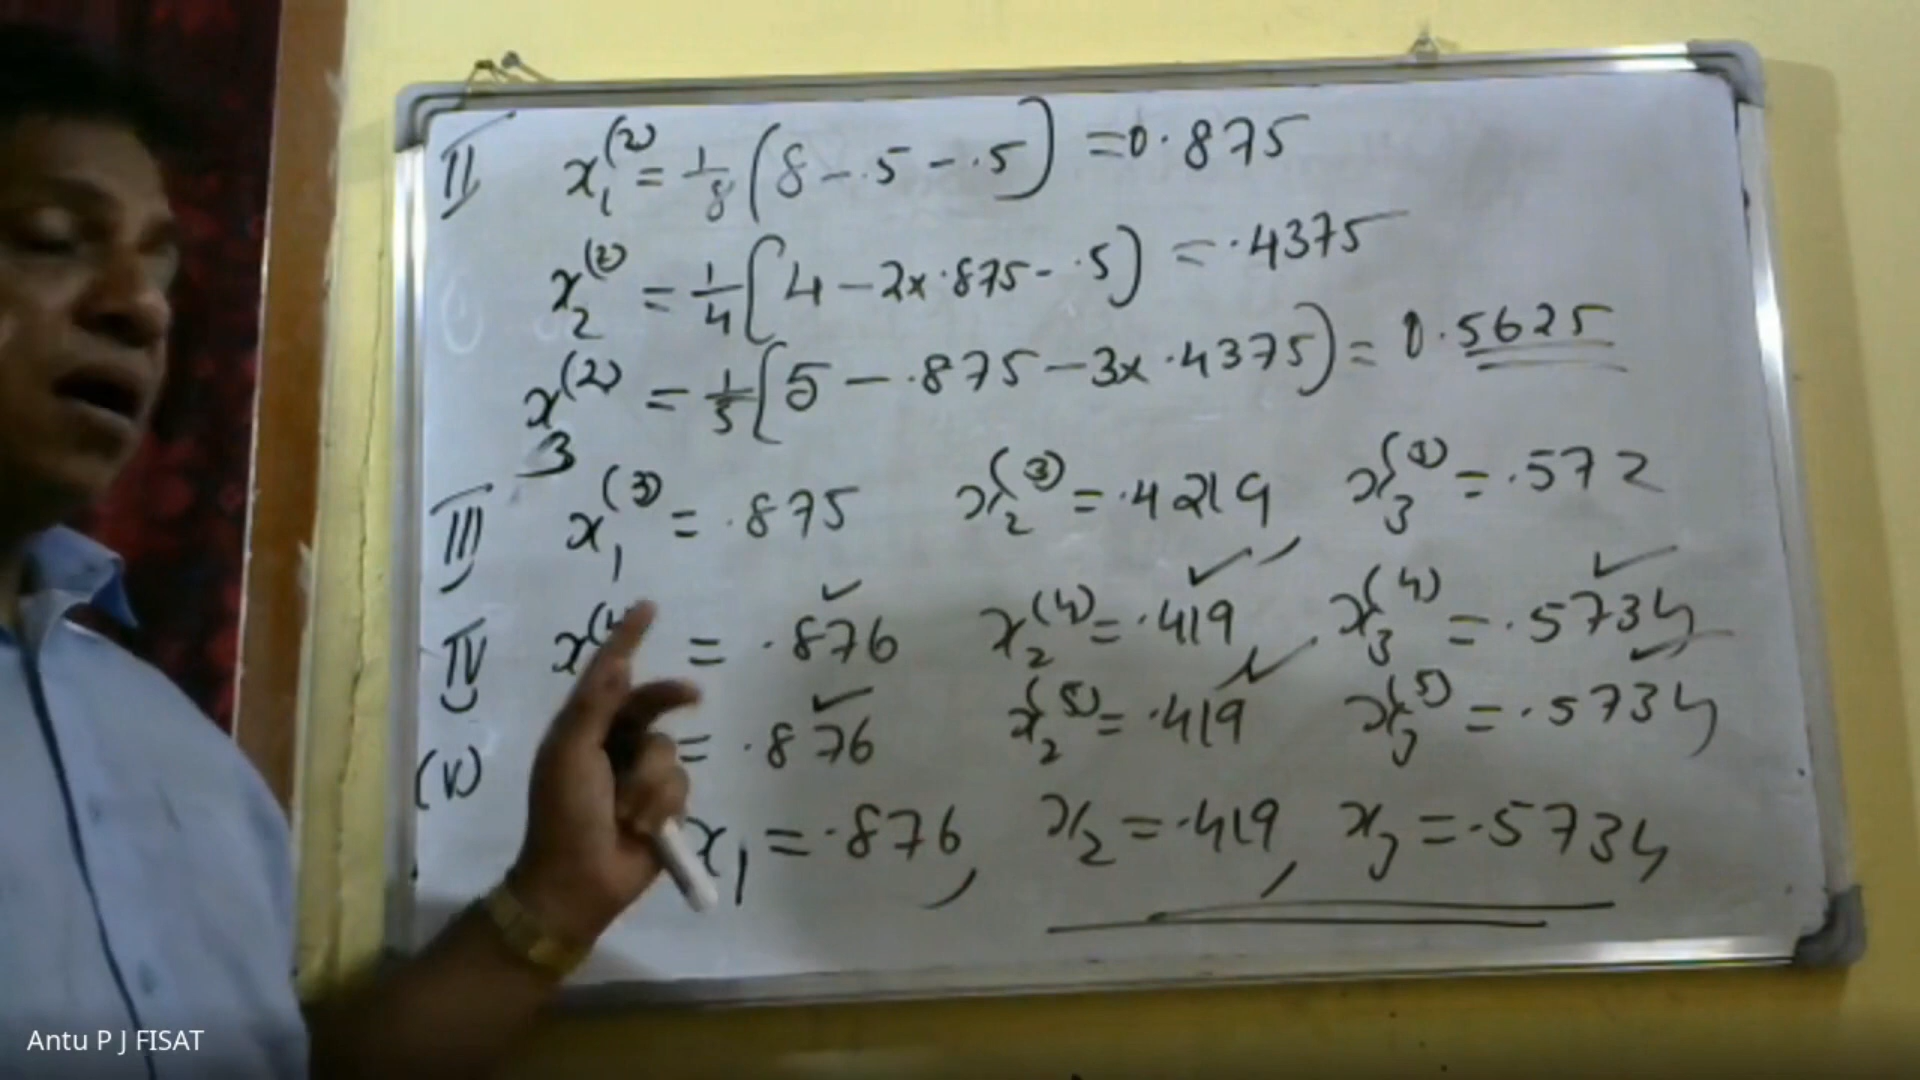 II x₁⁽²⁾ = 1/8 (8 - .5 - .5) = 0.875
x₂⁽²⁾ = 1/4 (4 - 2x.875 - .5) = .4375
x₃⁽²⁾ = 1/5 (5 - .875 - 3x.4375) = 0.5625
III x₁⁽³⁾ = .875 x₂⁽³⁾ = .4219, x₃⁽³⁾ = .572
IV x⁽⁴ = .876 x₂⁽⁴⁾ = .419 x₃⁽⁴⁾ = .5734
(V) = .876 x₂⁽⁵⁾ = .419 x₃⁽⁵⁾ = .5734
x₁ = .876, x₂ = .419, x₃ = .5734
Antu P J FISAT